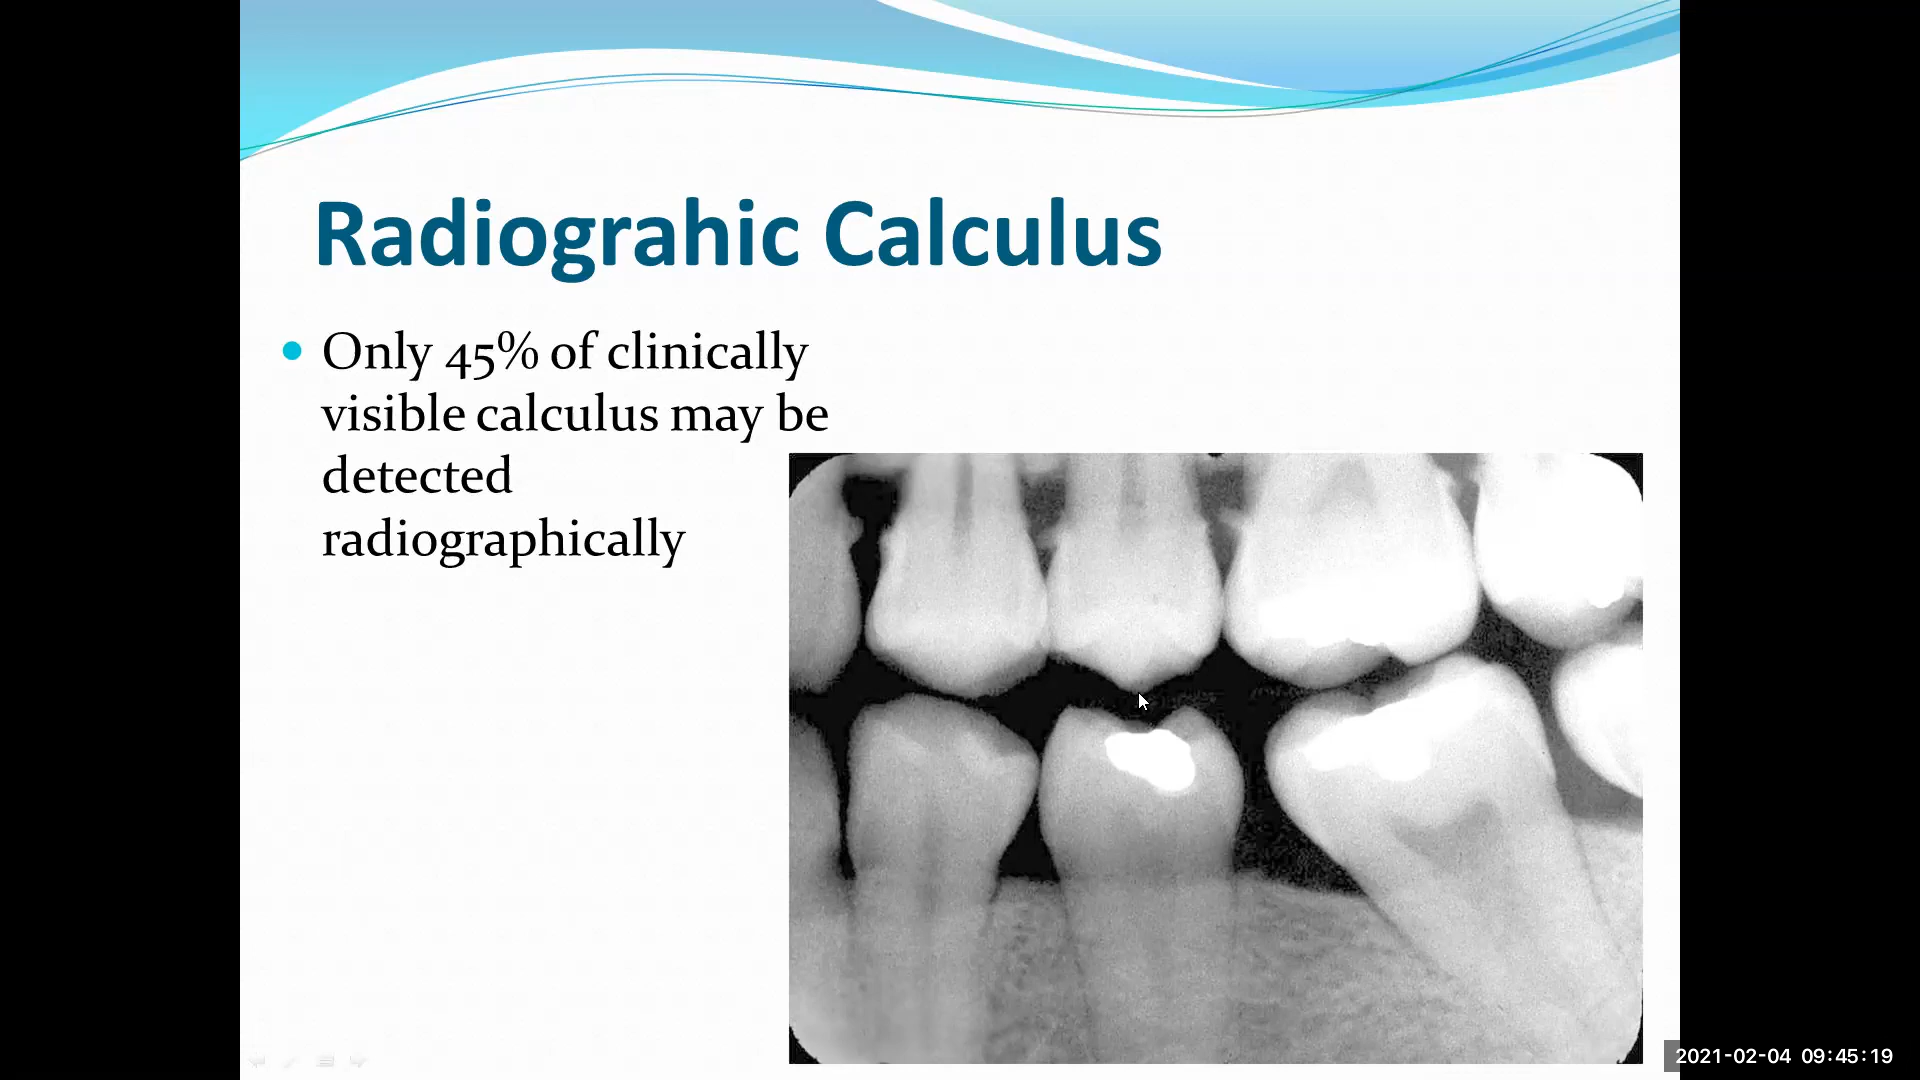 Radiograhic Calculus
• Only 45% of clinically
visible calculus may be
detected
radiographically
2021-02-04 09:45:19